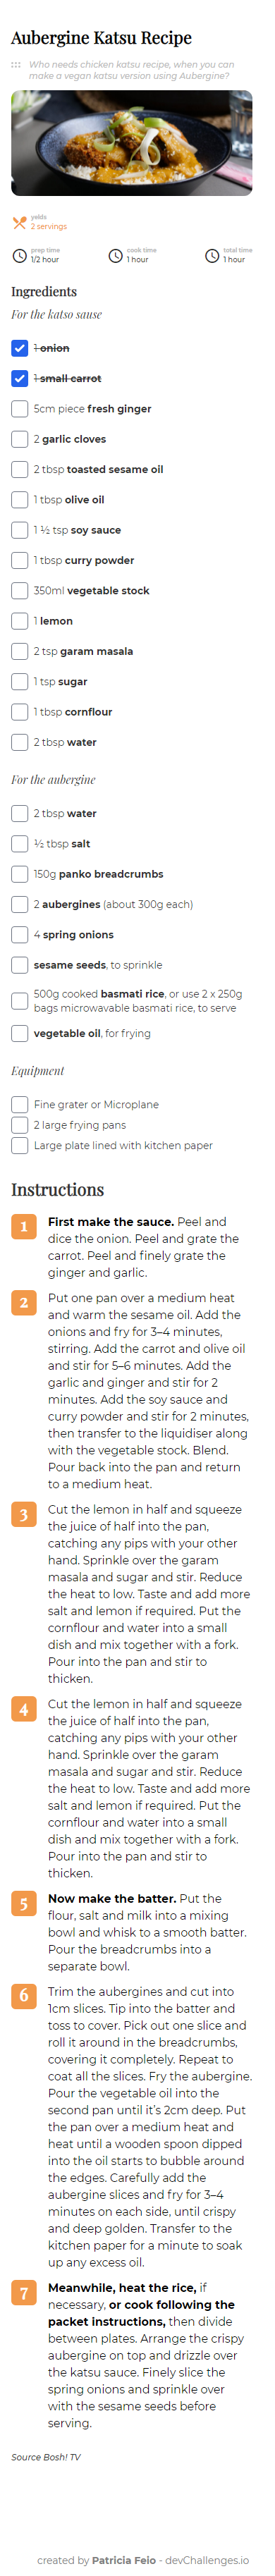 Aubergine Katsu Recipe
Who needs chicken katsu recipe, when you can
make a vegan katsu version using Aubergine?
yelds
2 servings
prep time
1/2 hour
cook time
1 hour
total time
1 hour
Ingredients
For the katso sause
1 onion
1 small carrot
5cm piece fresh ginger
2 garlic cloves
2 tbsp toasted sesame oil
1 tbsp olive oil
1 ½ tsp soy sauce
1 tbsp curry powder
350ml vegetable stock
1 lemon
2 tsp garam masala
1 tsp sugar
1 tbsp cornflour
2 tbsp water
For the aubergine
2 tbsp water
½ tbsp salt
150g panko breadcrumbs
2 aubergines (about 300g each)
4 spring onions
sesame seeds, to sprinkle
500g cooked basmati rice, or use 2 x 250g
bags microwavable basmati rice, to serve
vegetable oil, for frying
Equipment
Fine grater or Microplane
2 large frying pans
Large plate lined with kitchen paper
Instructions
1
First make the sauce. Peel and
dice the onion. Peel and grate the
carrot. Peel and finely grate the
ginger and garlic.
2
Put one pan over a medium heat
and warm the sesame oil. Add the
onions and fry for 3–4 minutes,
stirring. Add the carrot and olive oil
and stir for 5–6 minutes. Add the
garlic and ginger and stir for 2
minutes. Add the soy sauce and
curry powder and stir for 2 minutes,
then transfer to the liquidiser along
with the vegetable stock. Blend.
Pour back into the pan and return
to a medium heat.
3
Cut the lemon in half and squeeze
the juice of half into the pan,
catching any pips with your other
hand. Sprinkle over the garam
masala and sugar and stir. Reduce
the heat to low. Taste and add more
salt and lemon if required. Put the
cornflour and water into a small
dish and mix together with a fork.
Pour into the pan and stir to
thicken.
4
Cut the lemon in half and squeeze
the juice of half into the pan,
catching any pips with your other
hand. Sprinkle over the garam
masala and sugar and stir. Reduce
the heat to low. Taste and add more
salt and lemon if required. Put the
cornflour and water into a small
dish and mix together with a fork.
Pour into the pan and stir to
thicken.
5
Now make the batter. Put the
flour, salt and milk into a mixing
bowl and whisk to a smooth batter.
Pour the breadcrumbs into a
separate bowl.
6
Trim the aubergines and cut into
1cm slices. Tip into the batter and
toss to cover. Pick out one slice and
roll it around in the breadcrumbs,
covering it completely. Repeat to
coat all the slices. Fry the aubergine.
Pour the vegetable oil into the
second pan until it's 2cm deep. Put
the pan over a medium heat and
heat until a wooden spoon dipped
into the oil starts to bubble around
the edges. Carefully add the
aubergine slices and fry for 3–4
minutes on each side, until crispy
and deep golden. Transfer to the
kitchen paper for a minute to soak
up any excess oil.
7
Meanwhile, heat the rice, if
necessary, or cook following the
packet instructions, then divide
between plates. Arrange the crispy
aubergine on top and drizzle over
the katsu sauce. Finely slice the
spring onions and sprinkle over
with the sesame seeds before
serving.
Source Bosh! TV
created by Patricia Feio - devChallenges.io